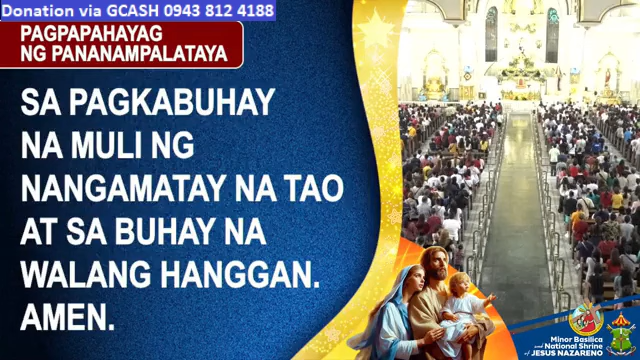 Donation via GCASH 0943 812 4188
PAGPAPAHAYAG
NG PANANAMPALATAYA
SA PAGKABUHAY
NA MULI NG
NANGAMATAY NA TAO
AT SA BUHAY NA
WALANG HANGGAN.
AMEN.
Minor Basilica
and National Shrine
of JESUS NAZARENO